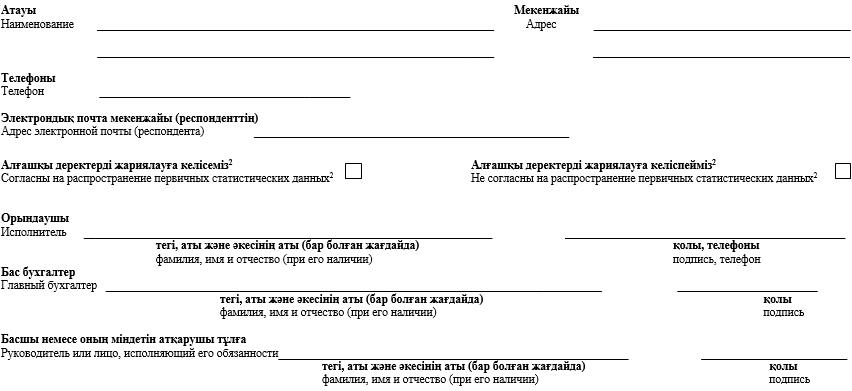 Атауы Мекенжайы
Наименование Адрес
Телефоны
Телефон
Электрондық почта мекенжайы (респонденттің)
Адрес электронной почты (респондента)
Алғашқы деректерді жариялауға келісеміз² Алғашқы деректерді жариялауға келіспейміз²
Согласны на распространение первичных статистических данных² Не согласны на распространение первичных статистических данных²
Орындаушы
Исполнитель
тегі, аты және әкесінің аты (бар болған жағдайда) қолы, телефоны
фамилия, имя и отчество (при его наличии) подпись, телефон
Бас бухгалтер
Главный бухгалтер
тегі, аты және әкесінің аты (бар болған жағдайда) қолы
фамилия, имя и отчество (при его наличии) подпись
Басшы немесе оның міндетін атқарушы тұлға
Руководитель или лицо, исполняющий его обязанности
тегі, аты және әкесінің аты (бар болған жағдайда) қолы
фамилия, имя и отчество (при его наличии) подпись